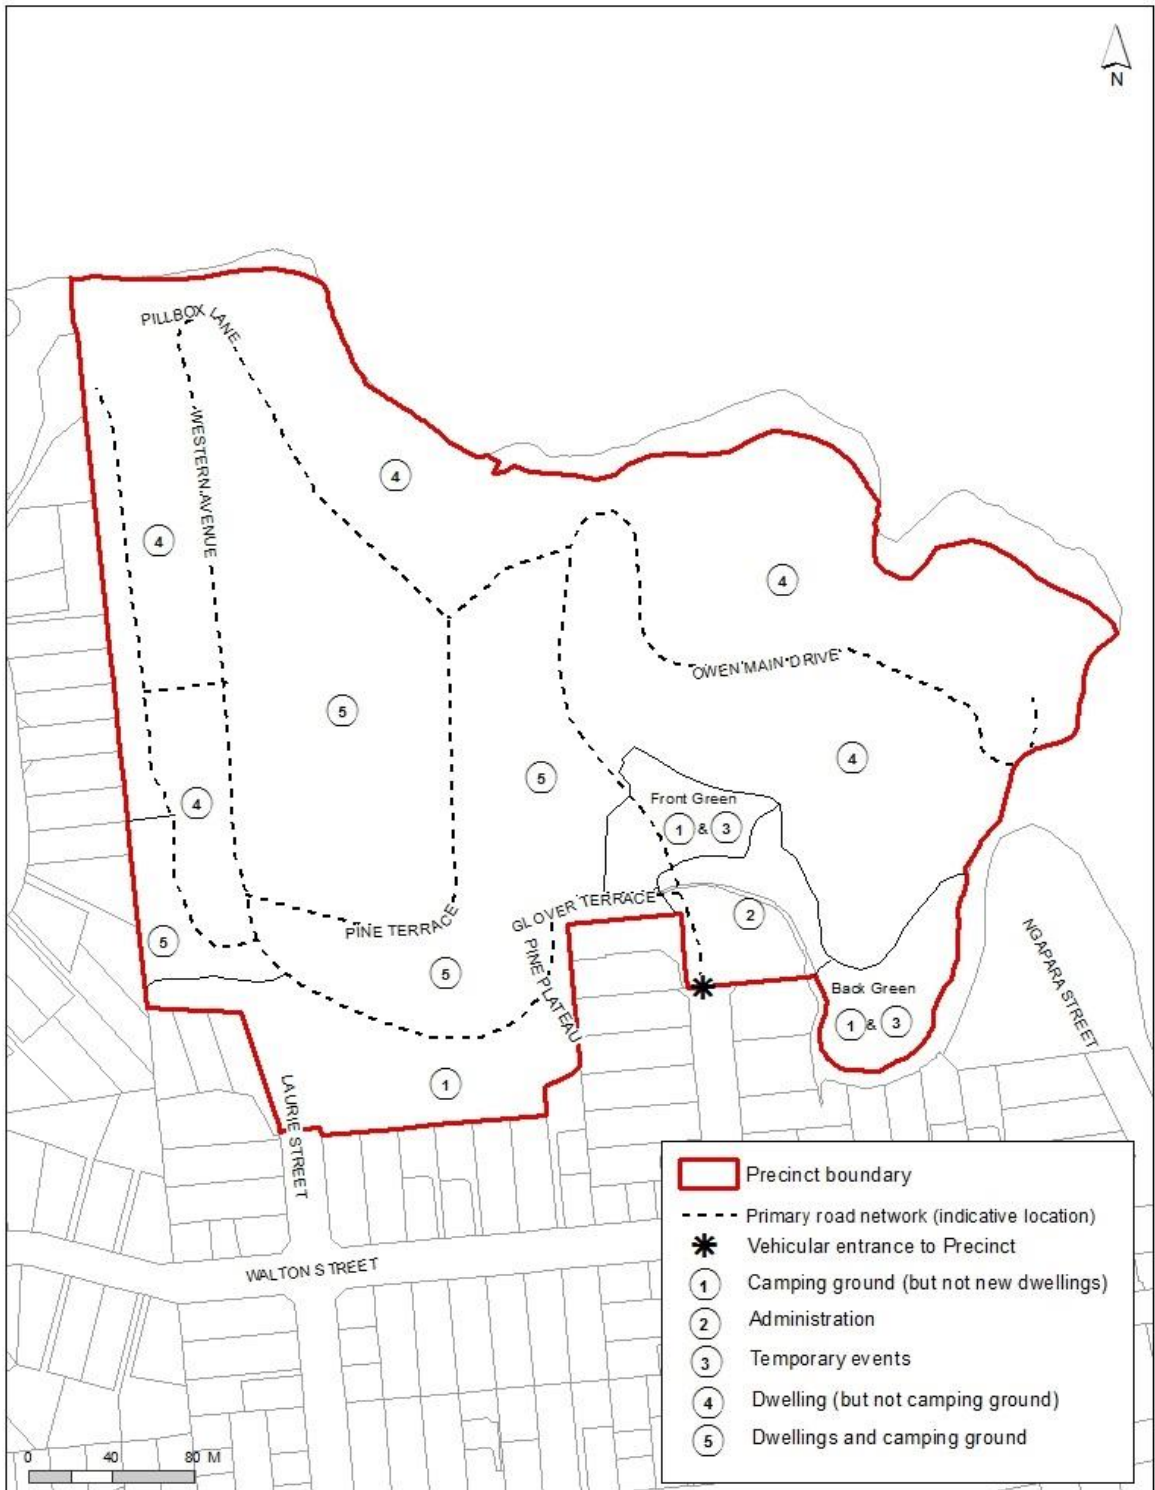 N
PILLBOX LANE
WESTERN AVENUE
4
4
4
OWEN MAIN DRIVE
5
4
5
4
Front Green
1 & 3
GLOVER TERRACE
2
PINE TERRACE
5
5
PINE PLATEAU
NGAPARA STREET
Back Green
1 & 3
1
LAURIE STREET
WALTON STREET
Precinct boundary
Primary road network (indicative location)
Vehicular entrance to Precinct
1 Camping ground (but not new dwellings)
2 Administration
3 Temporary events
4 Dwelling (but not camping ground)
5 Dwellings and camping ground
0 40 80 M